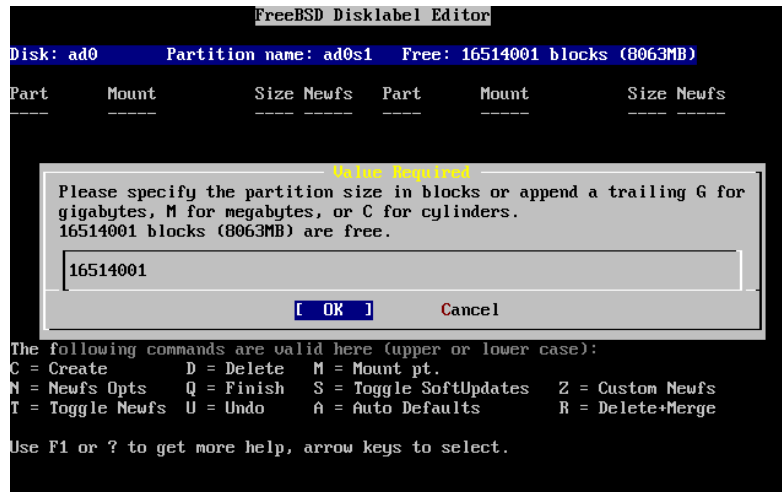 FreeBSD Disklabel Editor
Disk: ad0 Partition name: ad0s1 Free: 16514001 blocks (8063MB)
Part Mount Size Newfs Part Mount Size Newfs
---- ----- ---- ----- ---- ----- ---- -----
Value Required
Please specify the partition size in blocks or append a trailing G for
gigabytes, M for megabytes, or C for cylinders.
16514001 blocks (8063MB) are free.
16514001
[ OK ] Cancel
The following commands are valid here (upper or lower case):
C = Create D = Delete M = Mount pt.
N = Newfs Opts Q = Finish S = Toggle SoftUpdates Z = Custom Newfs
T = Toggle Newfs U = Undo A = Auto Defaults R = Delete+Merge
Use F1 or ? to get more help, arrow keys to select.